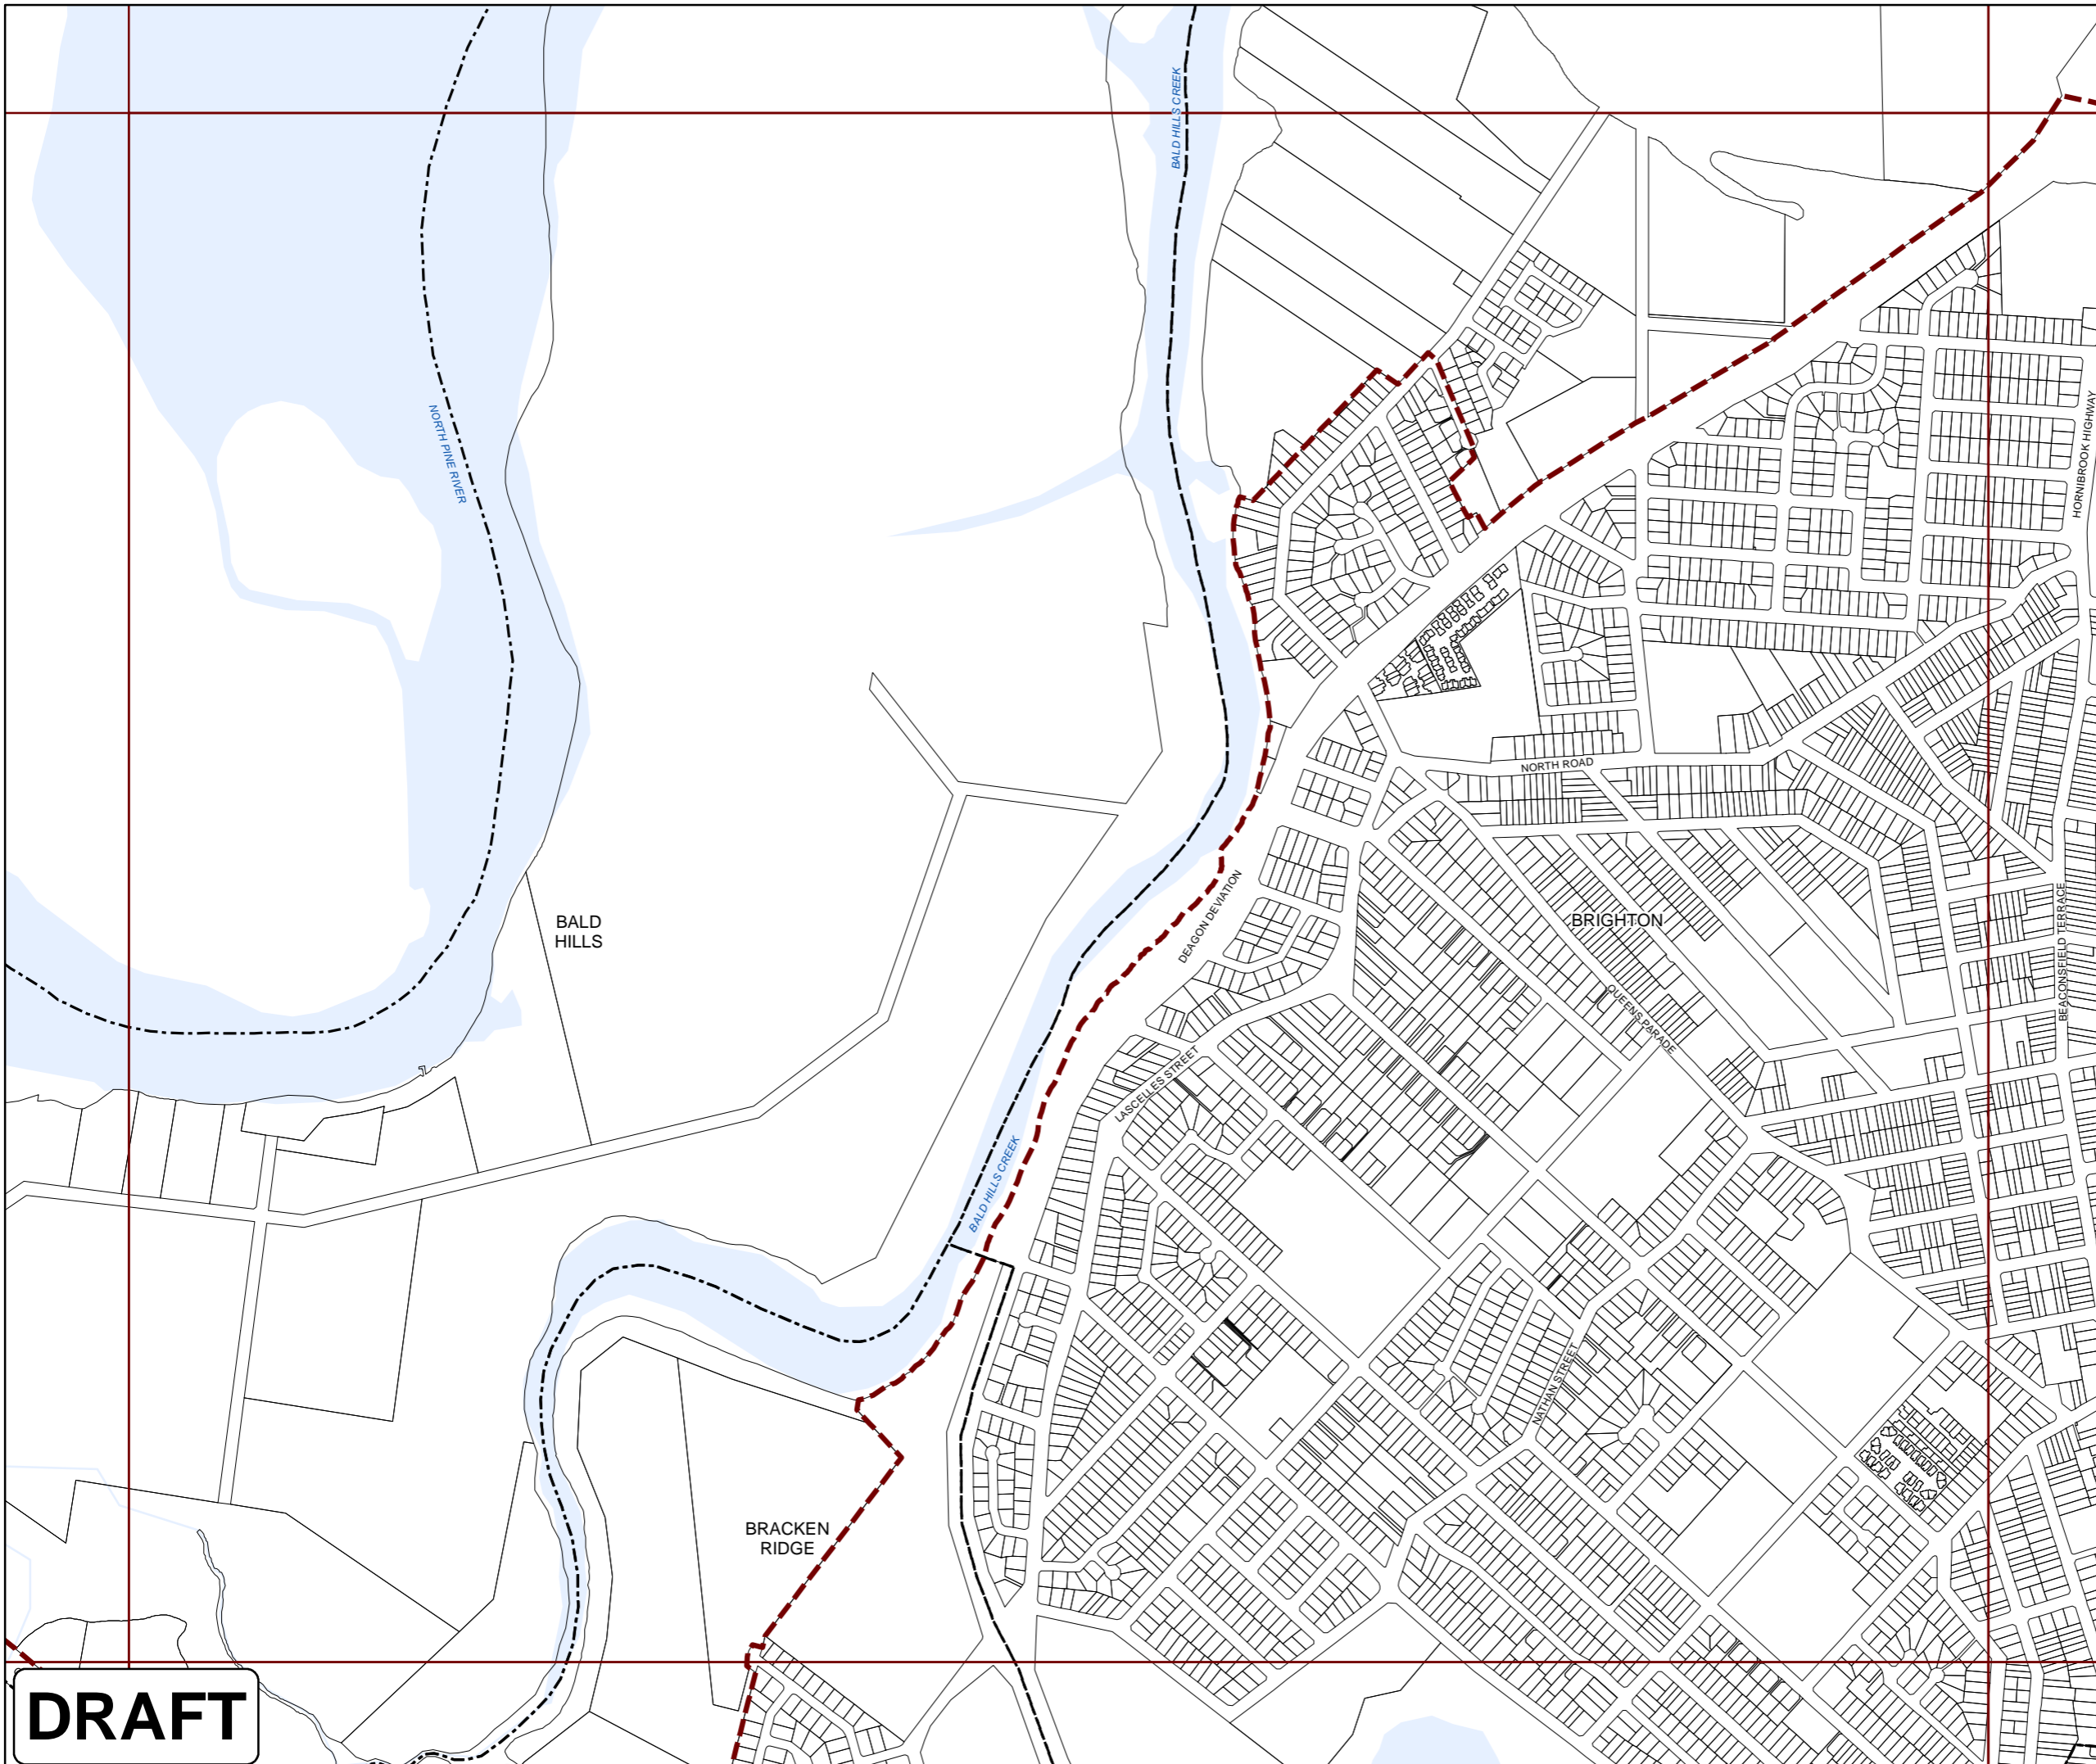 BALD HILLS CREEK
NORTH PINE RIVER
HORNIBROOK HIGHWAY
NORTH ROAD
DEAGON DEVIATION
BALD
HILLS
BRIGHTON
BEACONSFIELD TERRACE
QUEENS PARADE
LASCELLES STREET
BALD HILLS CREEK
NATHAN STREET
BRACKEN
RIDGE
DRAFT